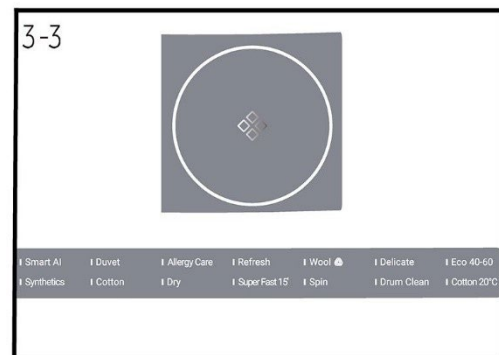 3-3
Smart AI Duvet Allergy Care Refresh Wool Delicate Eco 40-60
Synthetics Cotton Dry Super Fast 15' Spin Drum Clean Cotton 20°C